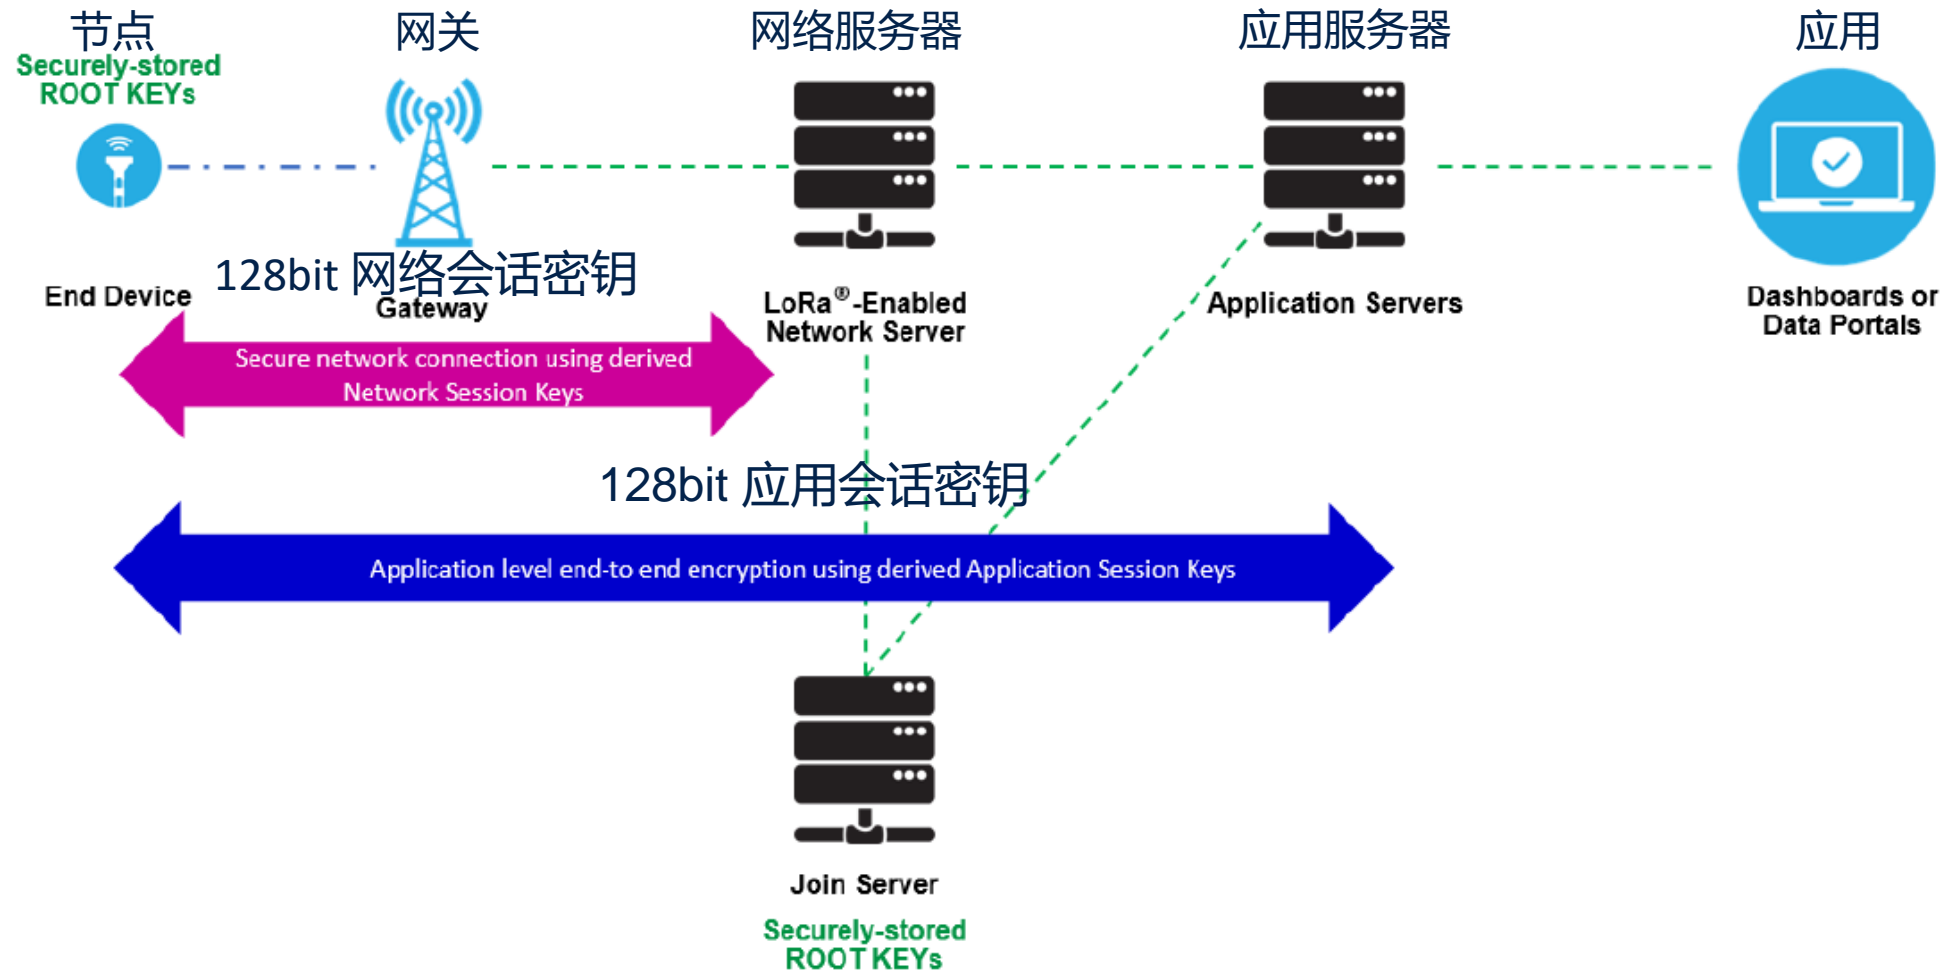 节点
网关
网络服务器
应用服务器
应用
Securely-stored
ROOT KEYs
128bit 网络会话密钥
End Device
Gateway
LoRa®-Enabled
Network Server
Application Servers
Dashboards or
Data Portals
Secure network connection using derived
Network Session Keys
128bit 应用会话密钥
Application level end-to end encryption using derived Application Session Keys
Join Server
Securely-stored
ROOT KEYs